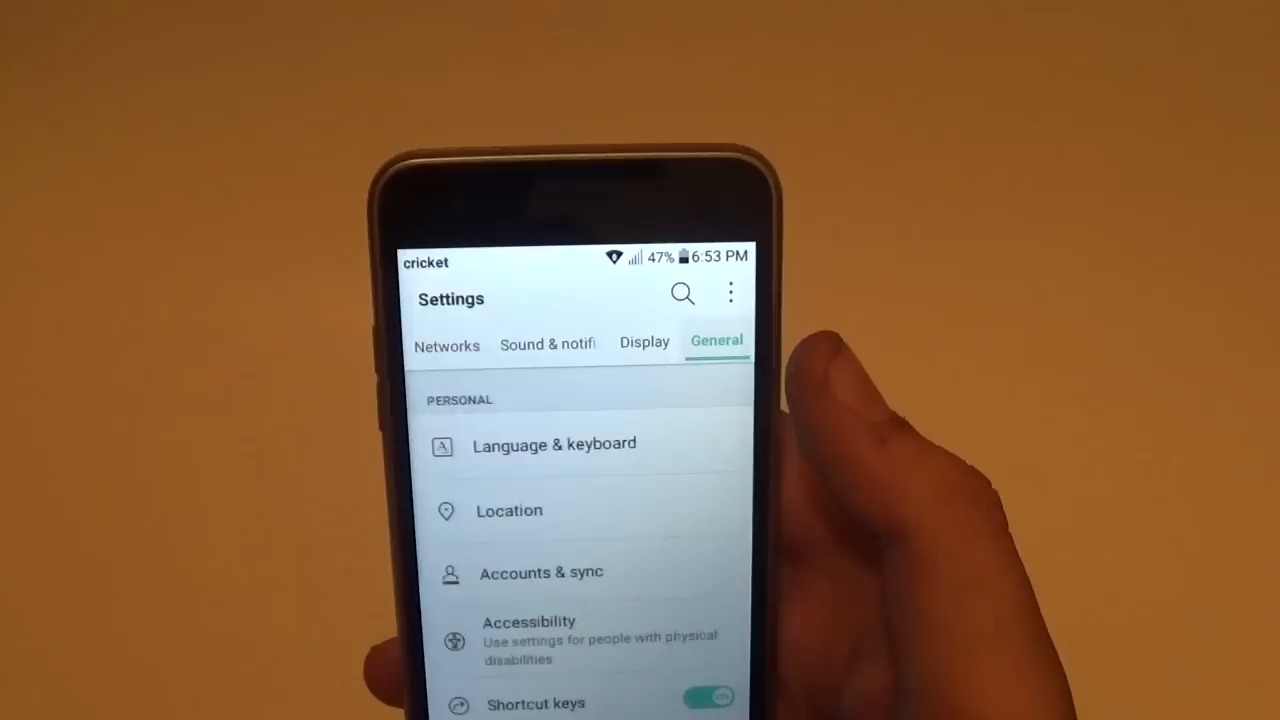 cricket 47% 6:53 PM
Settings
Networks Sound & notifi Display General
PERSONAL
A Language & keyboard
Location
Accounts & sync
Accessibility
Use settings for people with physical
disabilities
Shortcut keys